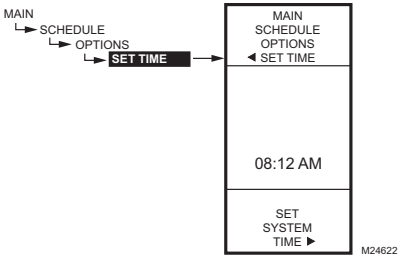 MAIN
SCHEDULE
OPTIONS
SET TIME
MAIN
SCHEDULE
OPTIONS
◄ SET TIME
08:12 AM
SET
SYSTEM
TIME ►
M24622